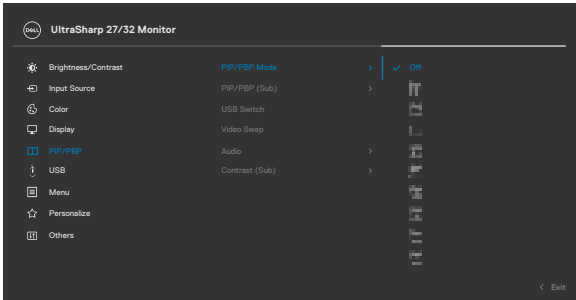 DELL UltraSharp 27/32 Monitor
Brightness/Contrast PIP/PBP Mode Off
Input Source PIP/PBP (Sub)
Color USB Switch
Display Video Swap
PIP/PBP Audio
USB Contrast (Sub)
Menu
Personalize
Others
Exit